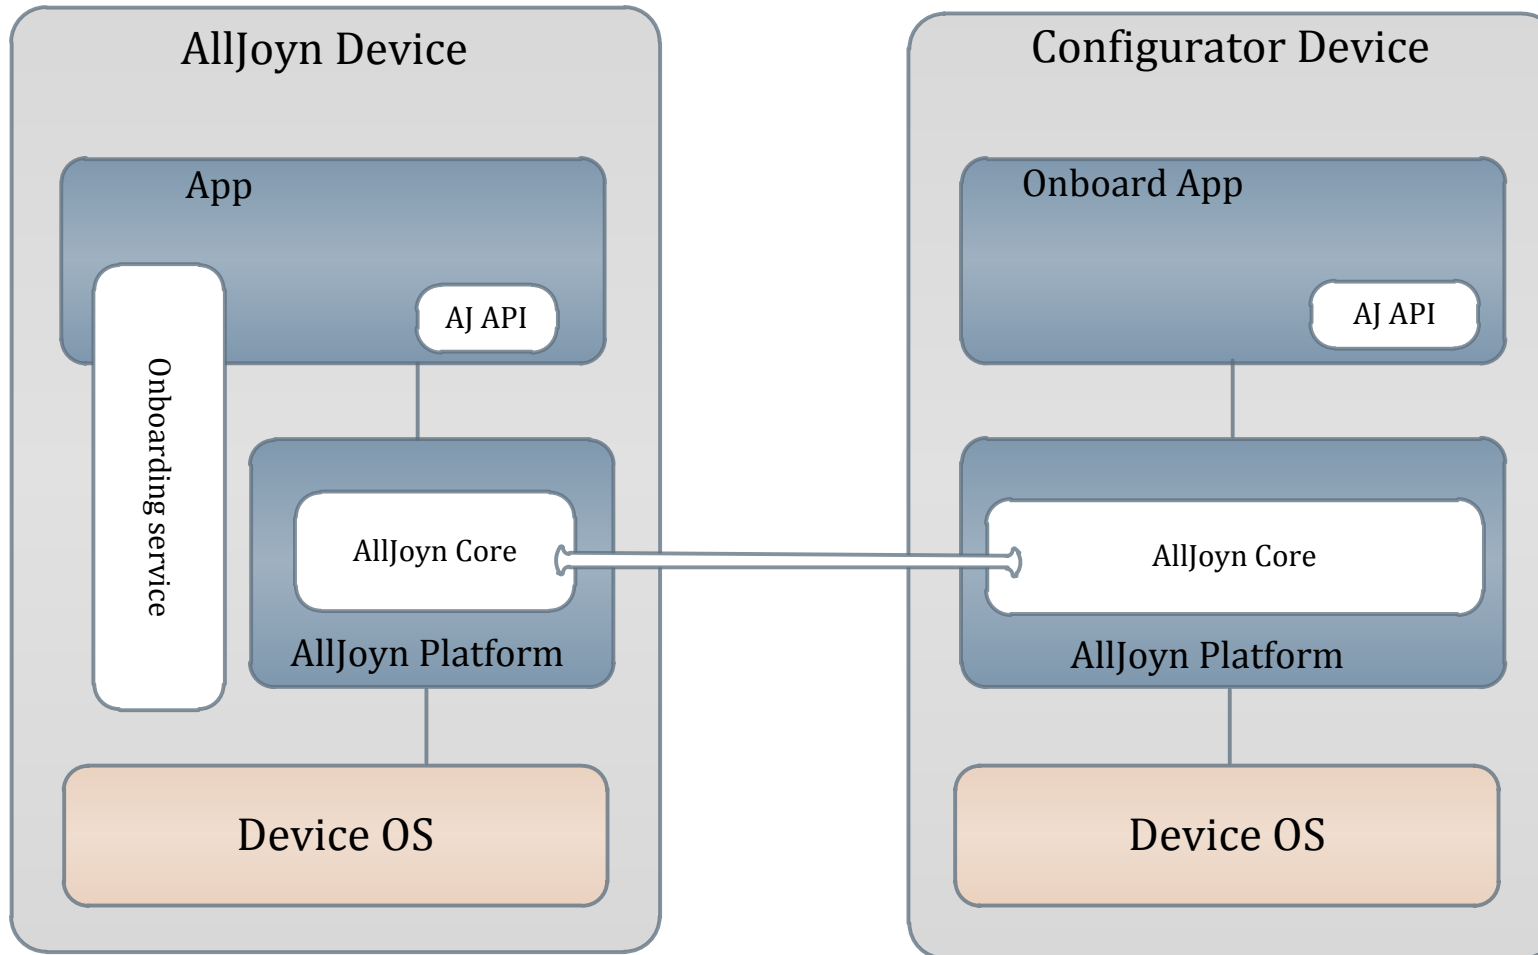 AllJoyn Device
App
AJ API
Onboarding service
AllJoyn Core
AllJoyn Platform
Device OS
Configurator Device
Onboard App
AJ API
AllJoyn Core
AllJoyn Platform
Device OS